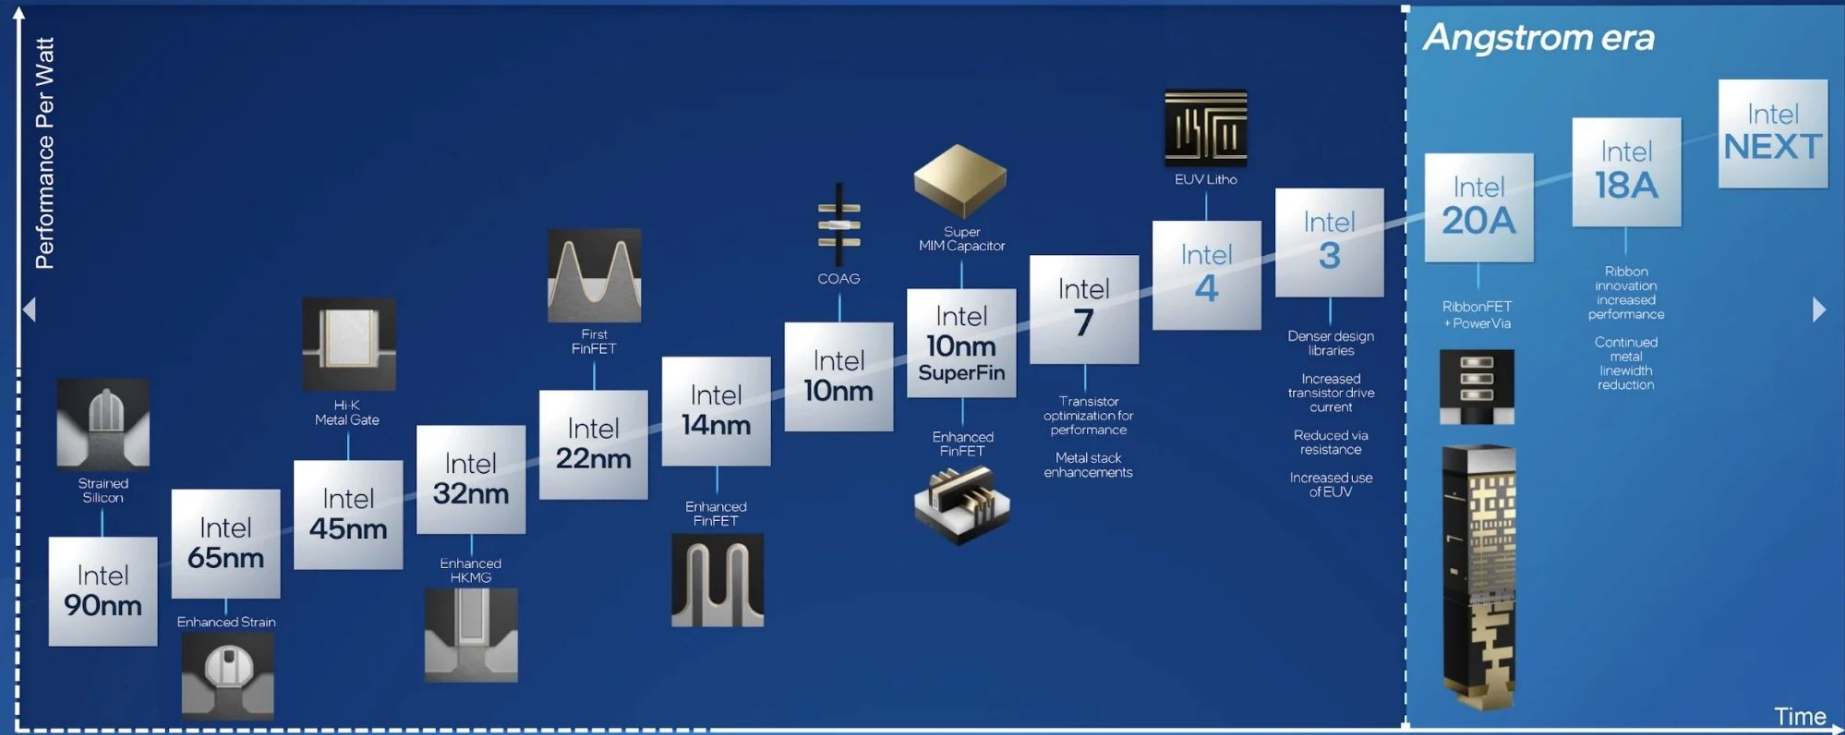 Performance Per Watt
Angstrom era
Strained
Silicon
Intel
90nm
Intel
65nm
Enhanced Strain
Hi-K
Metal Gate
Intel
45nm
Intel
32nm
Enhanced
HKMG
First
FinFET
Intel
22nm
Intel
14nm
Enhanced
FinFET
COAG
Intel
10nm
Super
MIM Capacitor
Intel
10nm
SuperFin
Enhanced
FinFET
Intel
7
Transistor
optimization for
performance
Metal stack
enhancements
EUV Litho
Intel
4
Intel
3
Denser design
libraries
Increased
transistor drive
current
Reduced via
resistance
Increased use
of EUV
Intel
20A
RibbonFET
+ PowerVia
Intel
18A
Ribbon
innovation
increased
performance
Continued
metal
linewidth
reduction
Intel
NEXT
Time